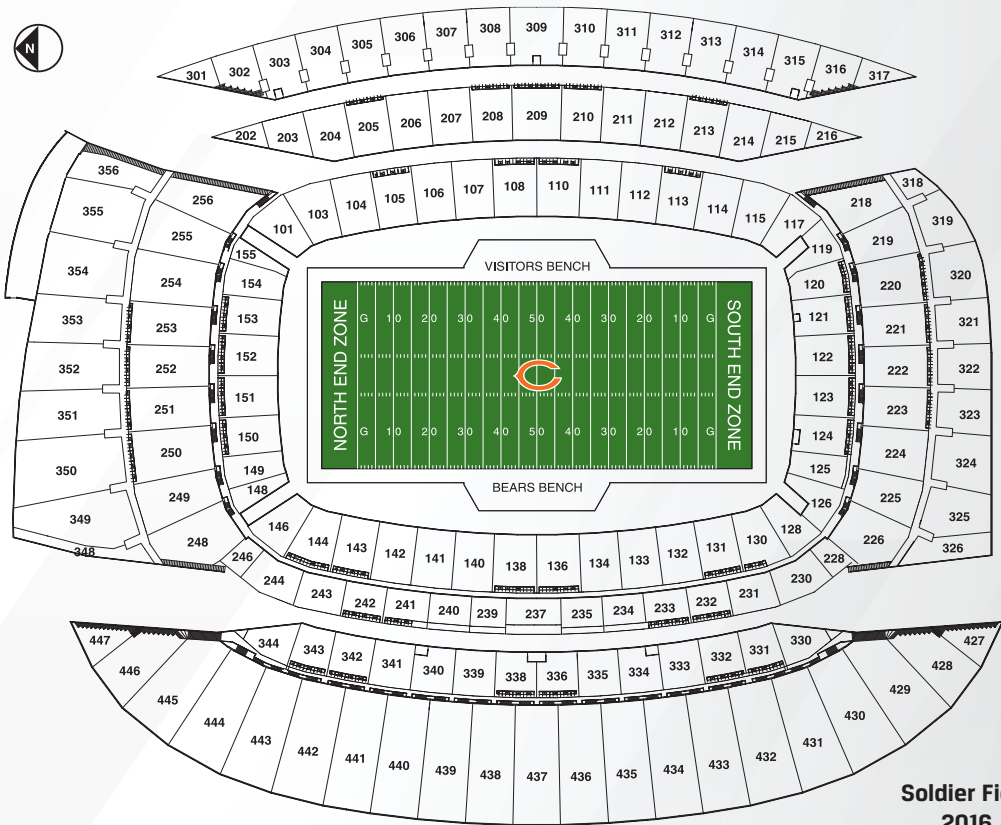 N
301 302 303 304 305 306 307 308 309 310 311 312 313 314 315 316 317
202 203 204 205 206 207 208 209 210 211 212 213 214 215 216
101 103 104 105 106 107 108 110 111 112 113 114 115 117
356 355 354 353 352 351 350 349 348
256 255 254 253 252 251 250 249 248
155 154 153 152 151 150 149 148
VISITORS BENCH
NORTH END ZONE
G 10 20 30 40 50 40 30 20 10 G
C
G 10 20 30 40 50 40 30 20 10 G
SOUTH END ZONE
BEARS BENCH
119 120 121 122 123 124 125 126
218 219 220 221 222 223 224 225 226
318 319 320 321 322 323 324 325 326
146 144 143 142 141 140 138 136 134 133 132 131 130 128
246 244 243 242 241 240 239 237 235 234 233 232 231 230 228
344 343 342 341 340 339 338 336 335 334 333 332 331 330
447 446 445 444 443 442 441 440 439 438 437 436 435 434 433 432 431 430 429 428 427
Soldier Fi
2016